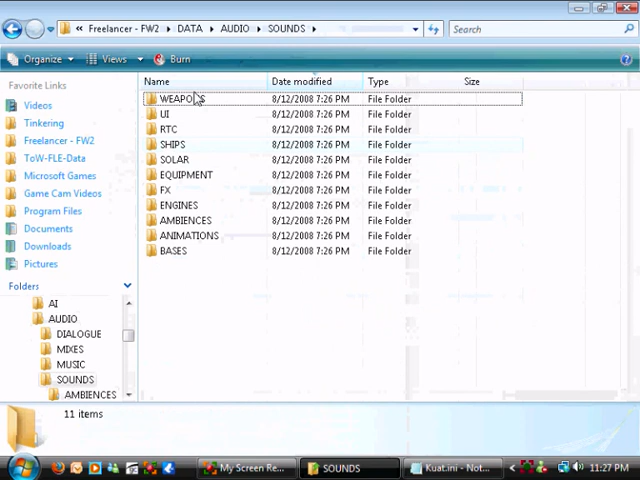 « Freelancer - FW2 ▸ DATA ▸ AUDIO ▸ SOUNDS ▸
Search
Organize
Views
Burn
Favorite Links
Videos
Tinkering
Freelancer - FW2
ToW-FLE-Data
Microsoft Games
Game Cam Videos
Program Files
Documents
Downloads
Pictures
Folders
AI
AUDIO
DIALOGUE
MIXES
MUSIC
SOUNDS
AMBIENCES
Name Date modified Type Size
WEAPONS 8/12/2008 7:26 PM File Folder
UI 8/12/2008 7:26 PM File Folder
RTC 8/12/2008 7:26 PM File Folder
SHIPS 8/12/2008 7:26 PM File Folder
SOLAR 8/12/2008 7:26 PM File Folder
EQUIPMENT 8/12/2008 7:26 PM File Folder
FX 8/12/2008 7:26 PM File Folder
ENGINES 8/12/2008 7:26 PM File Folder
AMBIENCES 8/12/2008 7:26 PM File Folder
ANIMATIONS 8/12/2008 7:26 PM File Folder
BASES 8/12/2008 7:26 PM File Folder
11 items
My Screen Re...
SOUNDS
Kuat.ini - Not...
11:27 PM